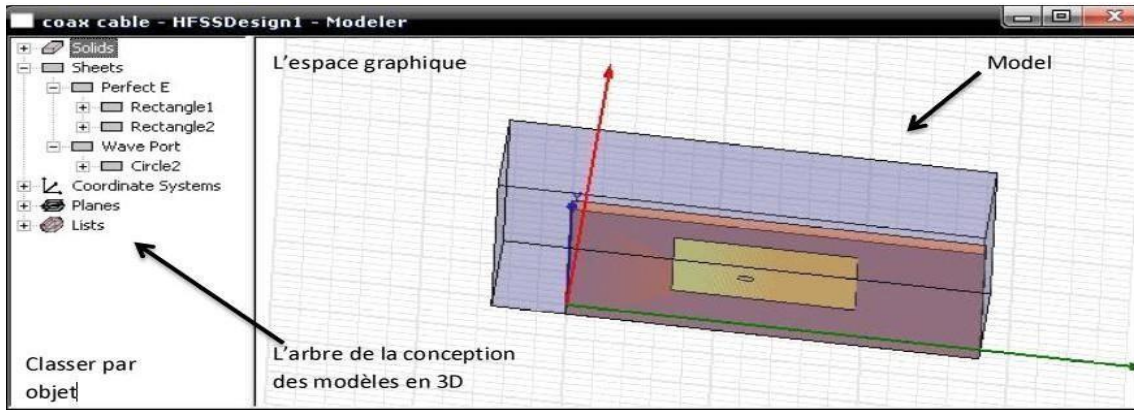 coax cable - HFSSDesign1 - Modeler
Solids
Sheets
Perfect E
Rectangle1
Rectangle2
Wave Port
Circle2
Coordinate Systems
Planes
Lists
L'espace graphique
Model
L'arbre de la conception
des modèles en 3D
Classer par
objet